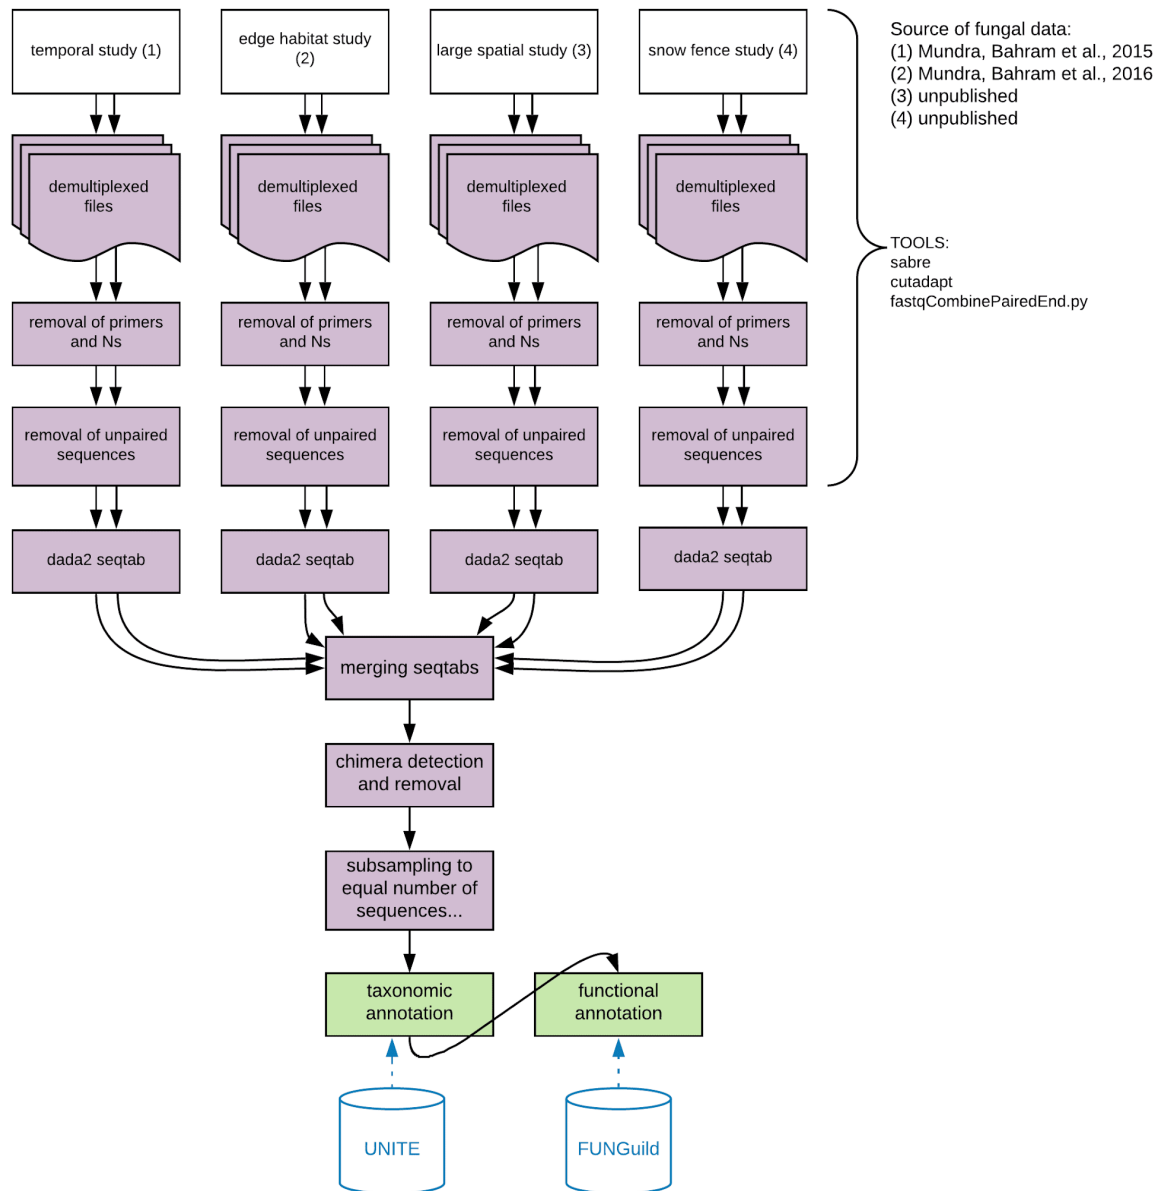 temporal study (1)
edge habitat study
(2)
large spatial study (3)
snow fence study (4)
Source of fungal data:
(1) Mundra, Bahram et al., 2015
(2) Mundra, Bahram et al., 2016
(3) unpublished
(4) unpublished
demultiplexed
files
demultiplexed
files
demultiplexed
files
demultiplexed
files
TOOLS:
sabre
cutadapt
fastqCombinePairedEnd.py
removal of primers
and Ns
removal of primers
and Ns
removal of primers
and Ns
removal of primers
and Ns
removal of unpaired
sequences
removal of unpaired
sequences
removal of unpaired
sequences
removal of unpaired
sequences
dada2 seqtab
dada2 seqtab
dada2 seqtab
dada2 seqtab
merging seqtabs
chimera detection
and removal
subsampling to
equal number of
sequences...
taxonomic
annotation
functional
annotation
UNITE
FUNGuild